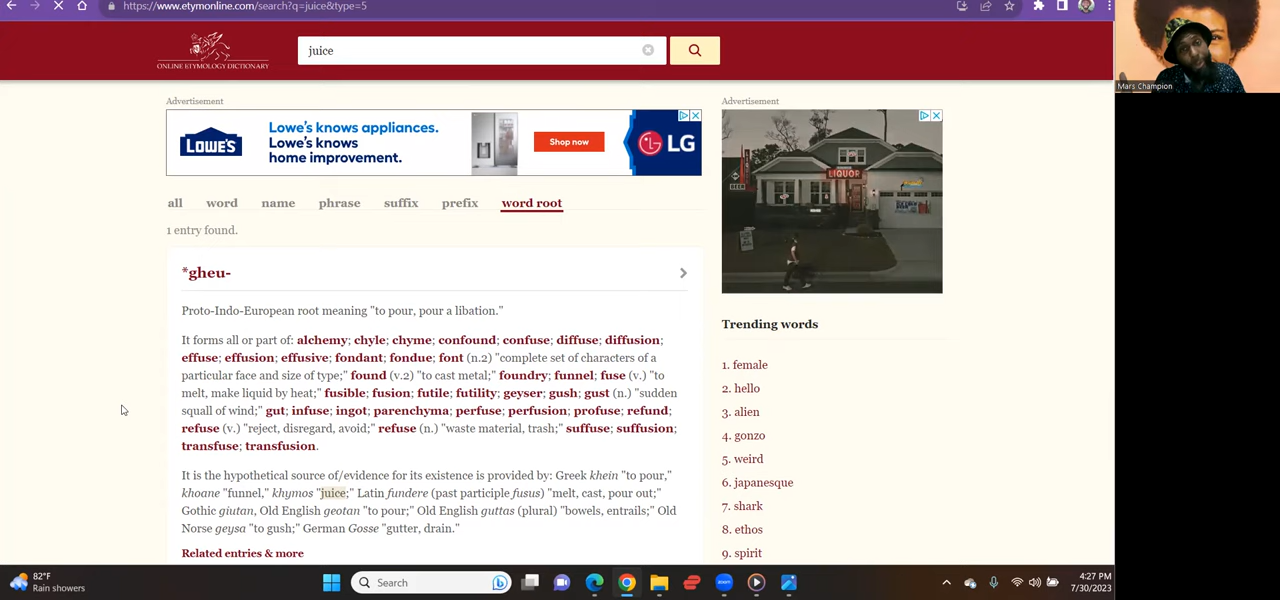 https://www.etymonline.com/search?q=juice&type=5
juice
ONLINE ETYMOLOGY DICTIONARY
Mars Champion
Advertisement
LOWE'S
Lowe's knows appliances.
Lowe's knows
home improvement.
Shop now
LG
Advertisement
LIQUOR
BEER
all word name phrase suffix prefix word root
1 entry found.
*gheu-
Proto-Indo-European root meaning "to pour, pour a libation."
It forms all or part of: alchemy; chyle; chyme; confound; confuse; diffuse; diffusion;
effuse; effusion; effusive; fondant; fondue; font (n.2) "complete set of characters of a
particular face and size of type;" found (v.2) "to cast metal;" foundry; funnel; fuse (v.) "to
melt, make liquid by heat;" fusible; fusion; futile; futility; geyser; gush; gust (n.) "sudden
squall of wind;" gut; infuse; ingot; parenchyma; perfuse; perfusion; profuse; refund;
refuse (v.) "reject, disregard, avoid;" refuse (n.) "waste material, trash;" suffuse; suffusion;
transfuse; transfusion.
It is the hypothetical source of/evidence for its existence is provided by: Greek khein "to pour,"
khoane "funnel," khymos "juice;" Latin fundere (past participle fusus) "melt, cast, pour out;"
Gothic giutan, Old English geotan "to pour;" Old English guttas (plural) "bowels, entrails;" Old
Norse geysa "to gush;" German Gosse "gutter, drain."
Related entries & more
Trending words
1. female
2. hello
3. alien
4. gonzo
5. weird
6. japanesque
7. shark
8. ethos
9. spirit
82°F
Rain showers
Search
zoom
4:27 PM
7/30/2023